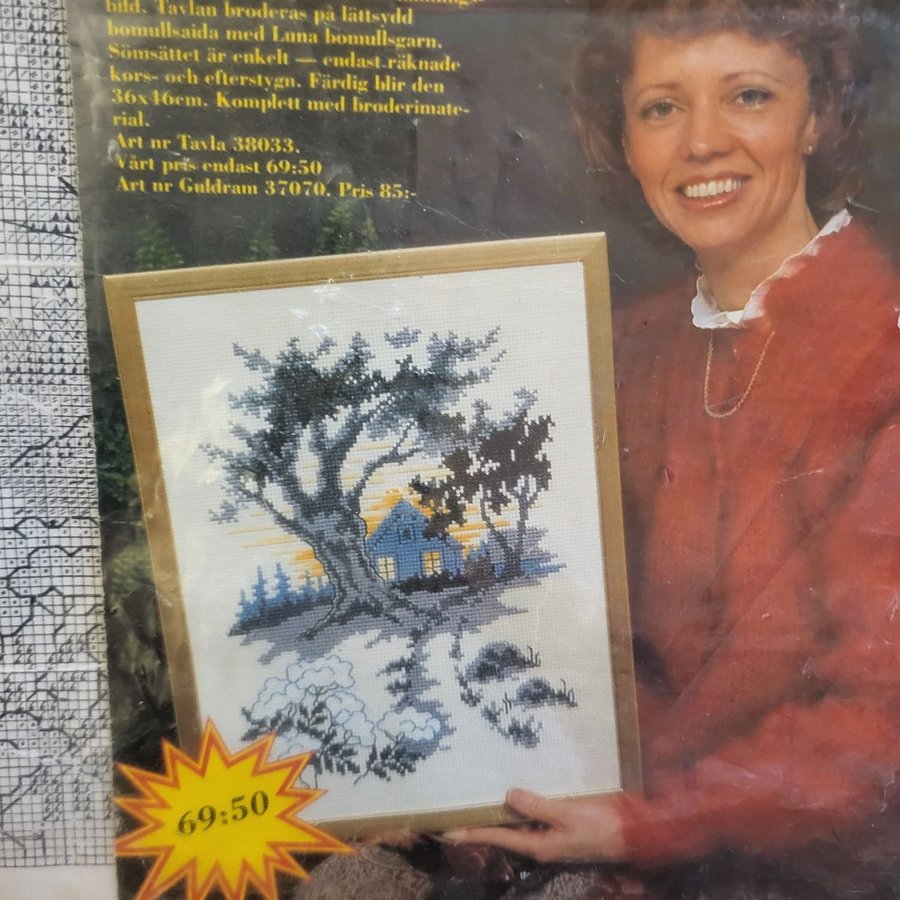 bild. Tavlan broderas på lättsydd
bomullsaida med Luna bomullsgarn.
Sömsättet är enkelt — endast räknade
kors- och efterstygn. Färdig blir den
36x46cm. Komplett med broderimate-
rial.
Art nr Tavla 38033.
Vårt pris endast 69:50
Art nr Guldram 37070. Pris 85:-
69:50